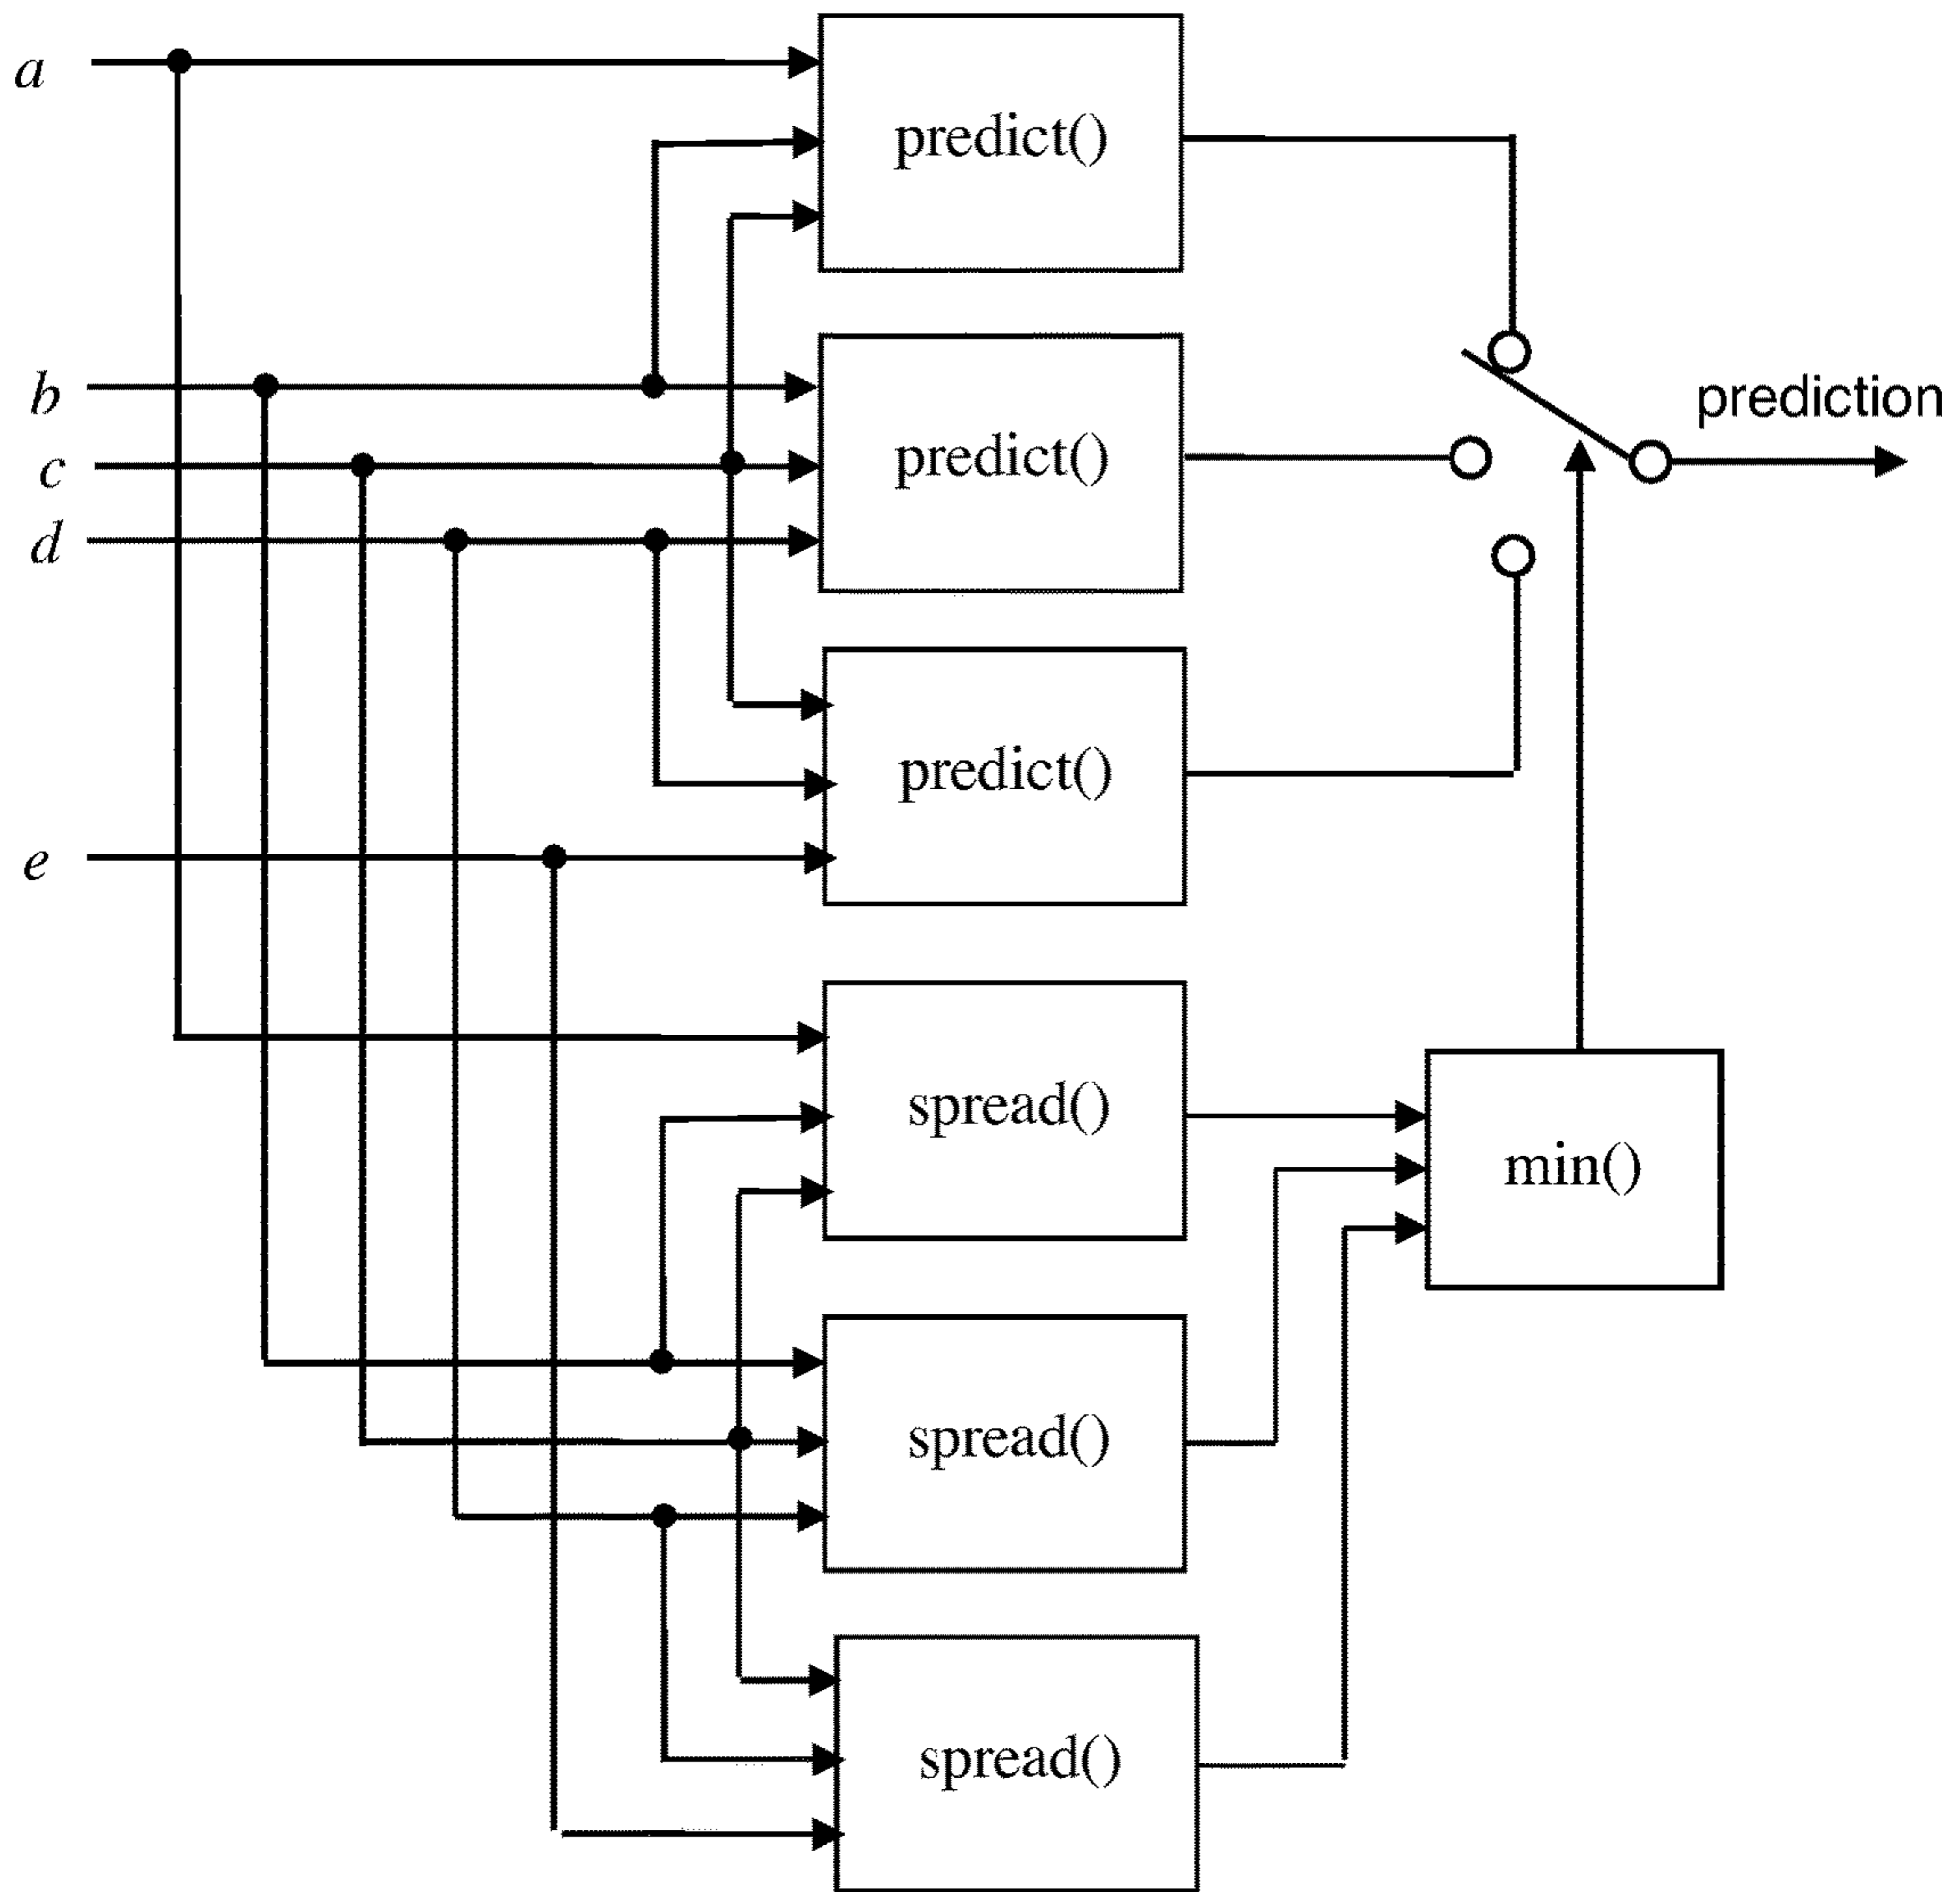 a
predict()
b
predict()
prediction
c
d
predict()
e
spread()
min()
spread()
spread()